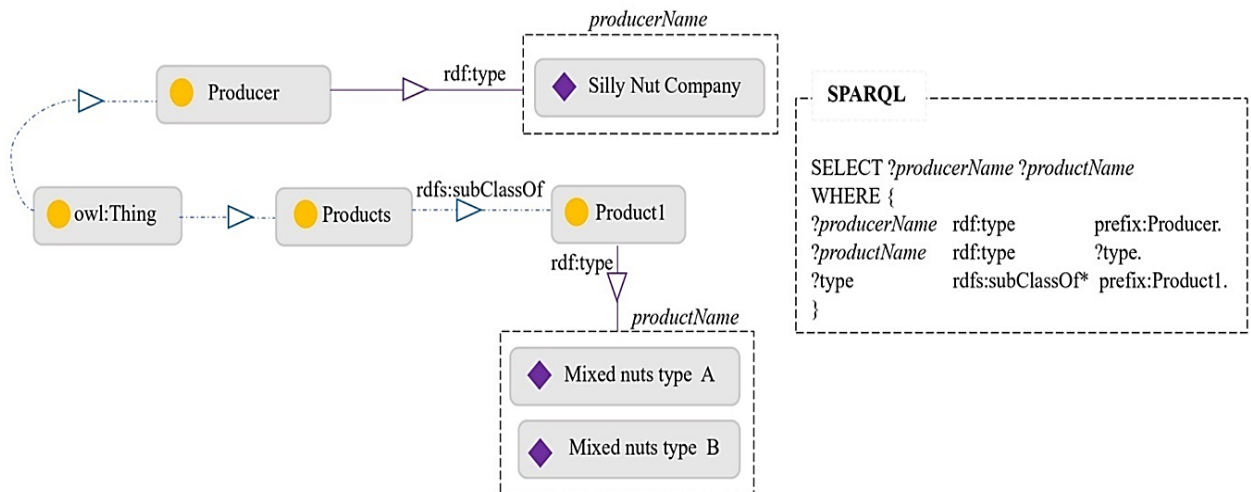 producerName
rdf:type
Producer
Silly Nut Company
SPARQL
SELECT ?producerName ?productName
WHERE {
?producerName rdf:type prefix:Producer.
?productName rdf:type ?type.
?type rdfs:subClassOf* prefix:Product1.
}
owl:Thing
Products
rdfs:subClassOf
Product1
rdf:type
productName
Mixed nuts type A
Mixed nuts type B